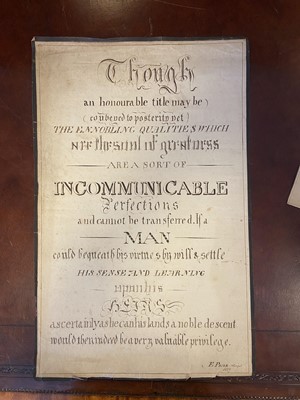 Though
an honourable title may be
(conveyed to posterity yet)
THE ENNOBLING QUALITIES WHICH
are the soul of greatness
ARE A SORT OF
INCOMMUNICABLE
Perfections
and cannot be transferred. If a
MAN
could bequeath his virtues by will & settle
HIS SENSE AND LEARNING
upon his
HEIRS
as certainly as he can his lands a noble descent
would then indeed be a very valuable privilege.